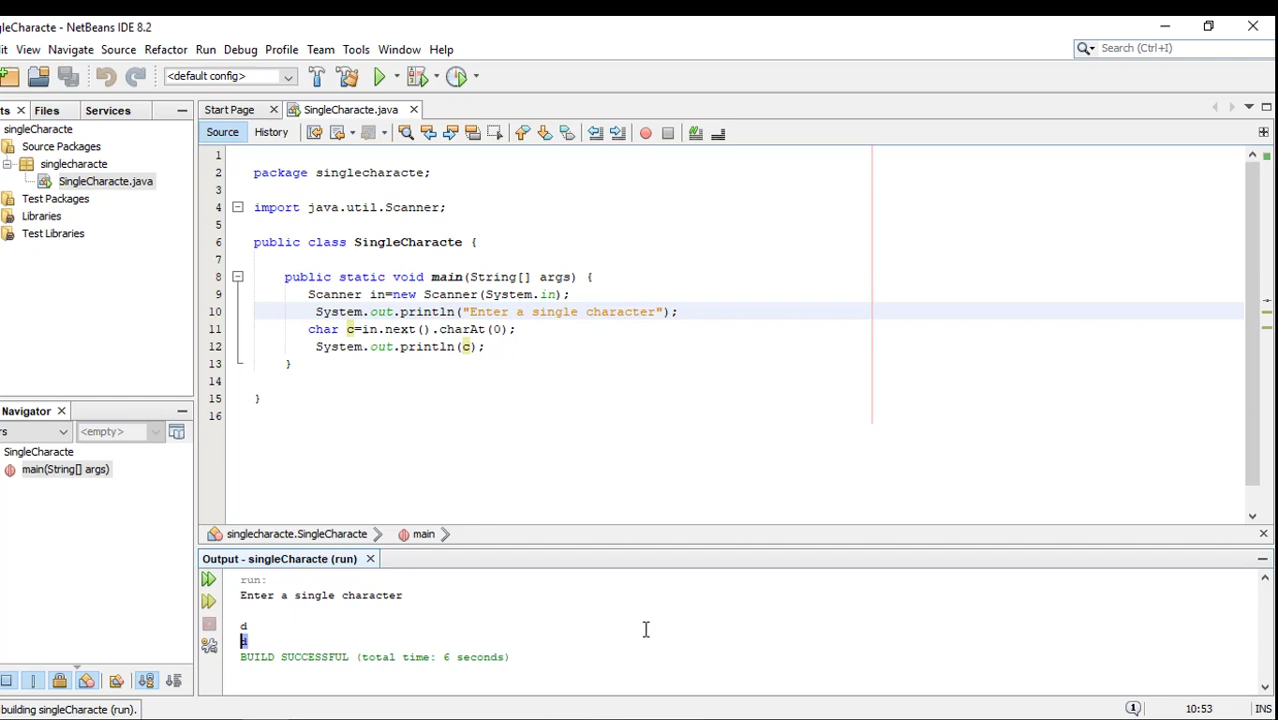 gleCharacte - NetBeans IDE 8.2
it View Navigate Source Refactor Run Debug Profile Team Tools Window Help
Search (Ctrl+I)
<default config>
ts Files Services
Start Page SingleCharacte.java
Source History
singleCharacte
Source Packages
singlecharacte
SingleCharacte.java
Test Packages
Libraries
Test Libraries
1
2 package singlecharacte;
3
4 import java.util.Scanner;
5
6 public class SingleCharacte {
7
8 public static void main(String[] args) {
9 Scanner in=new Scanner(System.in);
10 System.out.println("Enter a single character");
11 char c=in.next().charAt(0);
12 System.out.println(c);
13 }
14
15 }
16
Navigator
rs <empty>
SingleCharacte
main(String[] args)
singlecharacte.SingleCharacte main
Output - singleCharacte (run)
run:
Enter a single character
d
d
BUILD SUCCESSFUL (total time: 6 seconds)
building singleCharacte (run). 1 10:53 INS